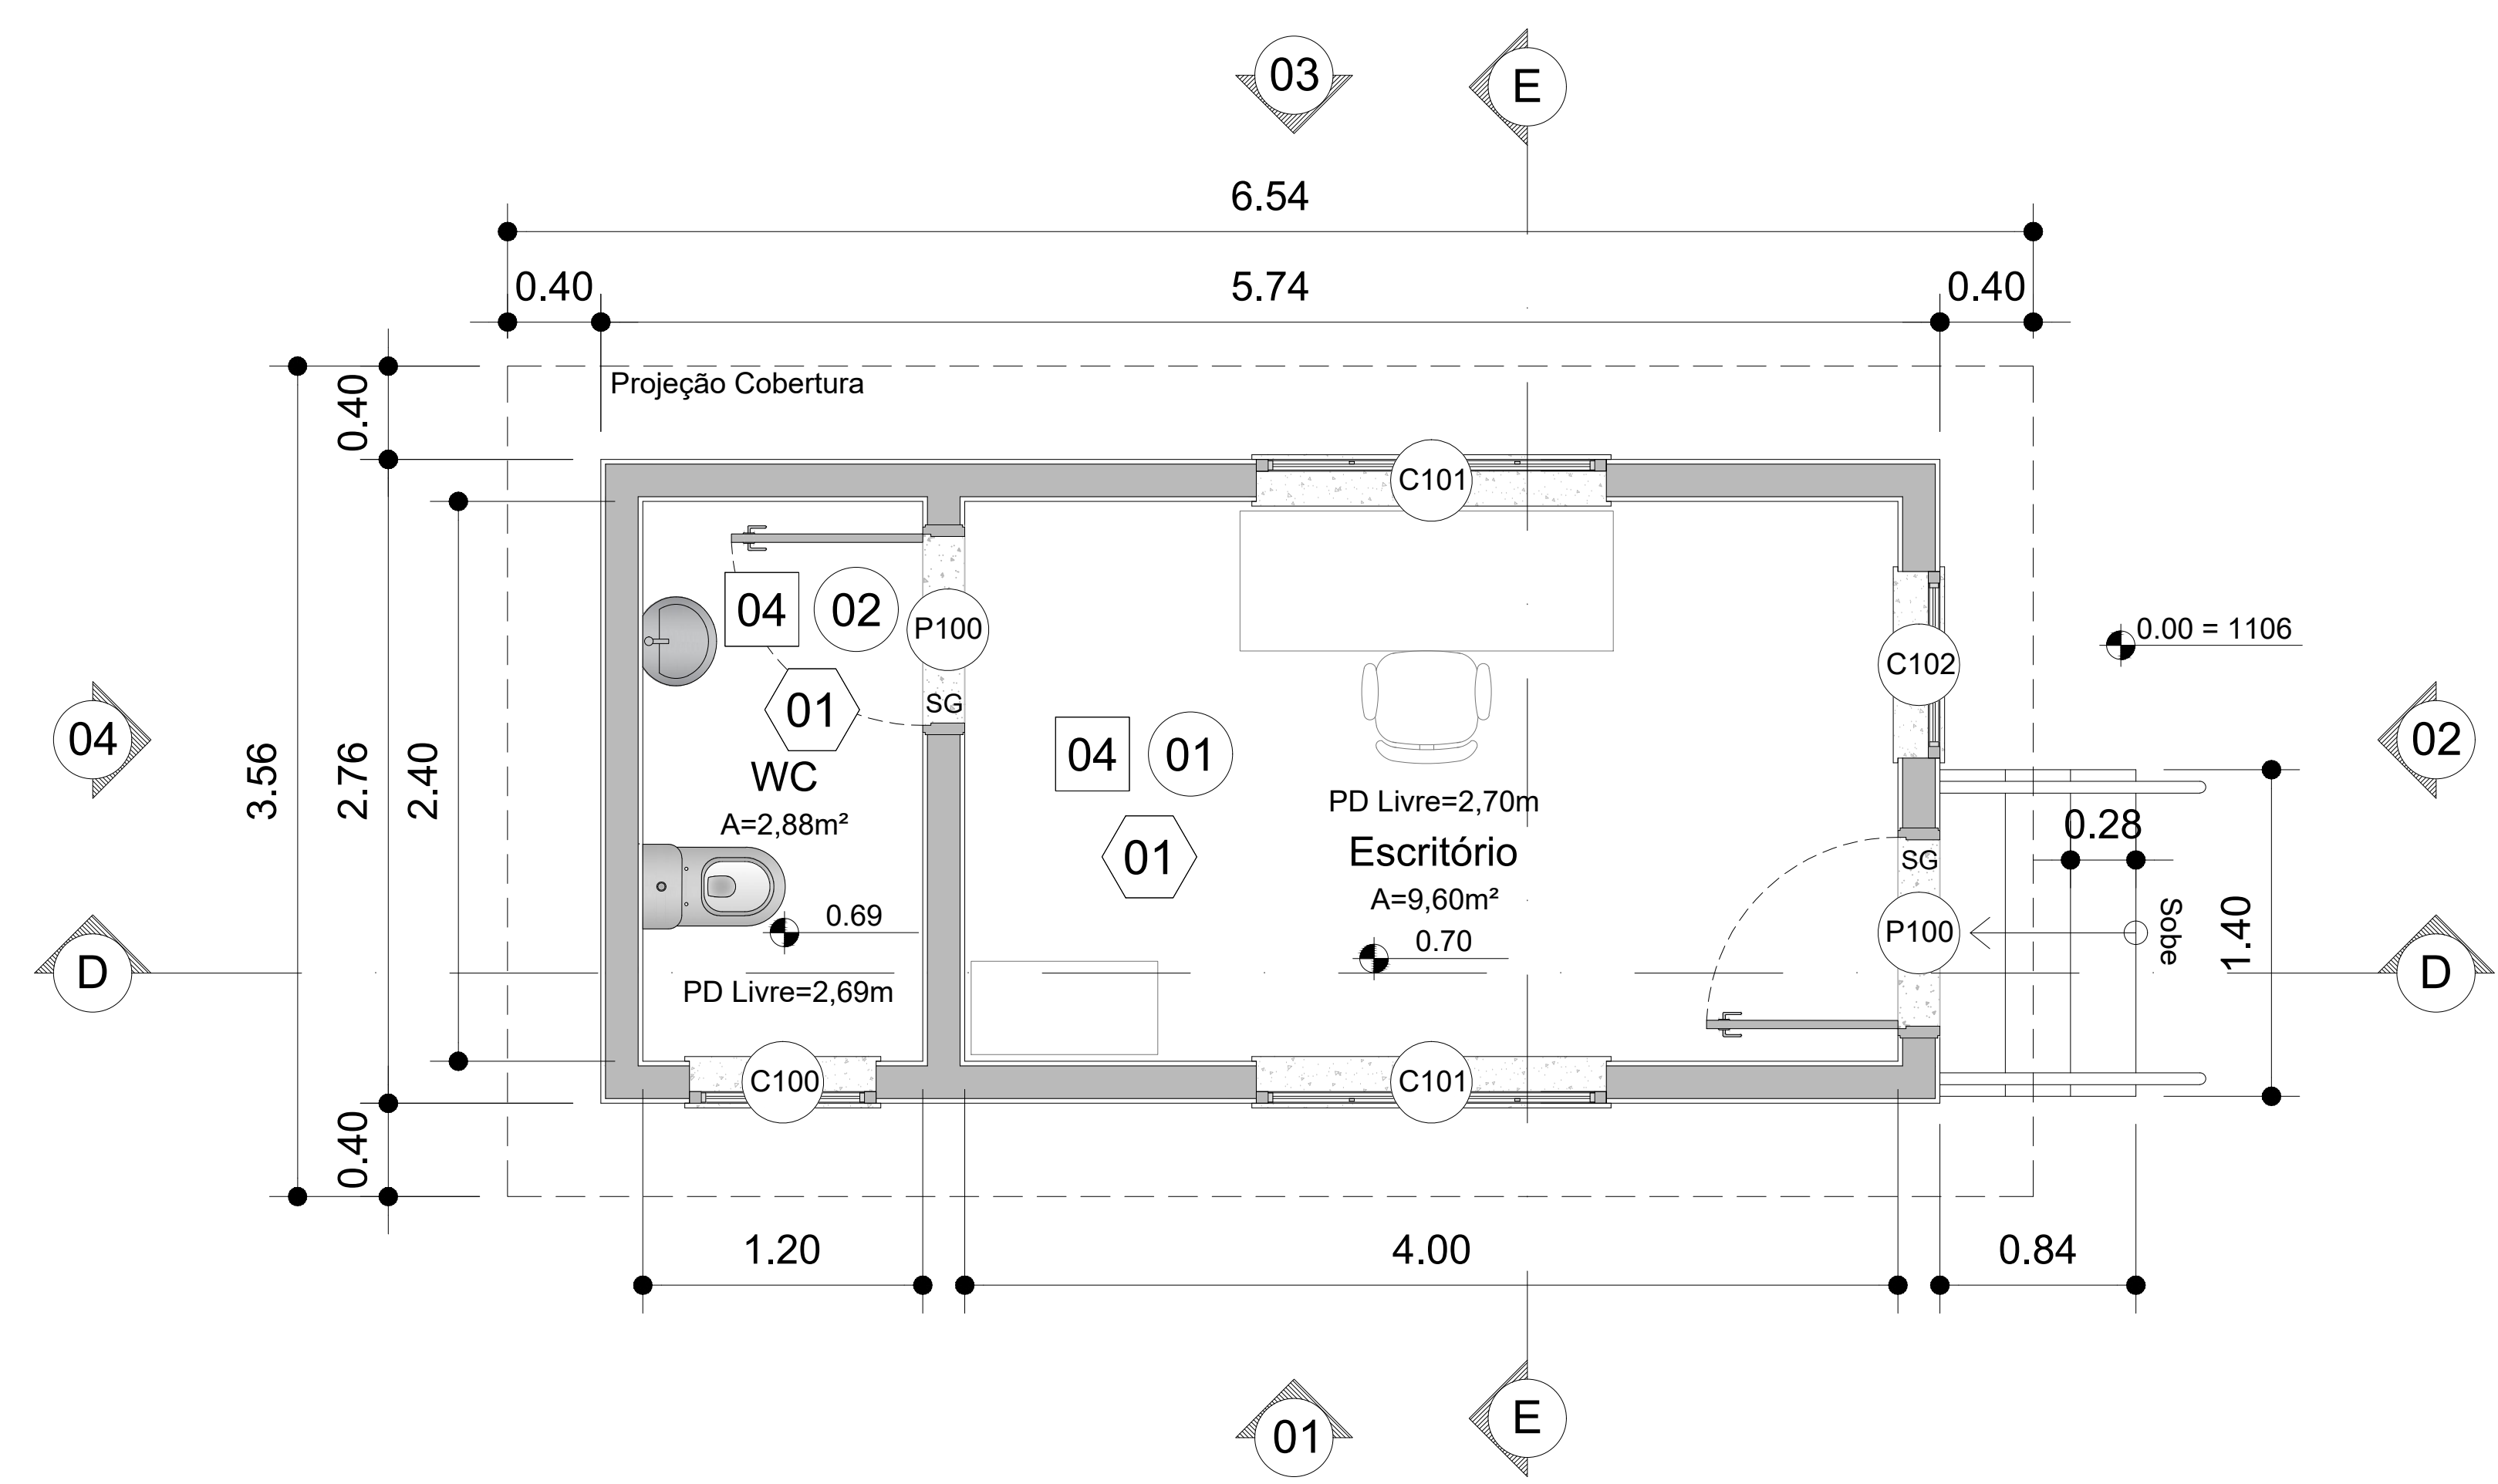 03
E
6.54
0.40
5.74
0.40
Projeção Cobertura
0.40
C101
04
02
P100
0.00 = 1106
C102
01
SG
04
3.56
2.76
2.40
04
01
02
WC
A=2,88m²
PD Livre=2,70m
0.28
Escritório
01
SG
A=9,60m²
0.69
0.70
P100
Sobe
1.40
D
D
PD Livre=2,69m
C100
C101
0.40
1.20
4.00
0.84
01
E